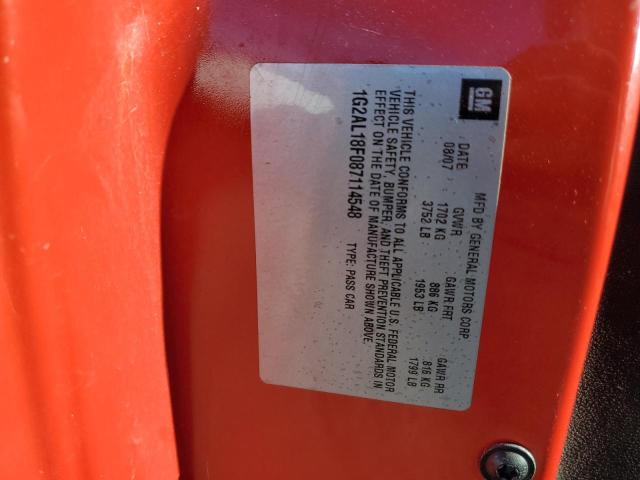 GM
MFD BY GENERAL MOTORS CORP.
DATE GVWR GAWR FRT GAWR RR
08/07 1702 KG 886 KG 816 KG
3752 LB 1953 LB 1799 LB
THIS VEHICLE CONFORMS TO ALL APPLICABLE U.S. FEDERAL MOTOR
VEHICLE SAFETY, BUMPER, AND THEFT PREVENTION STANDARDS IN
EFFECT ON THE DATE OF MANUFACTURE SHOWN ABOVE.
1G2AL18F087114548 TYPE: PASS CAR